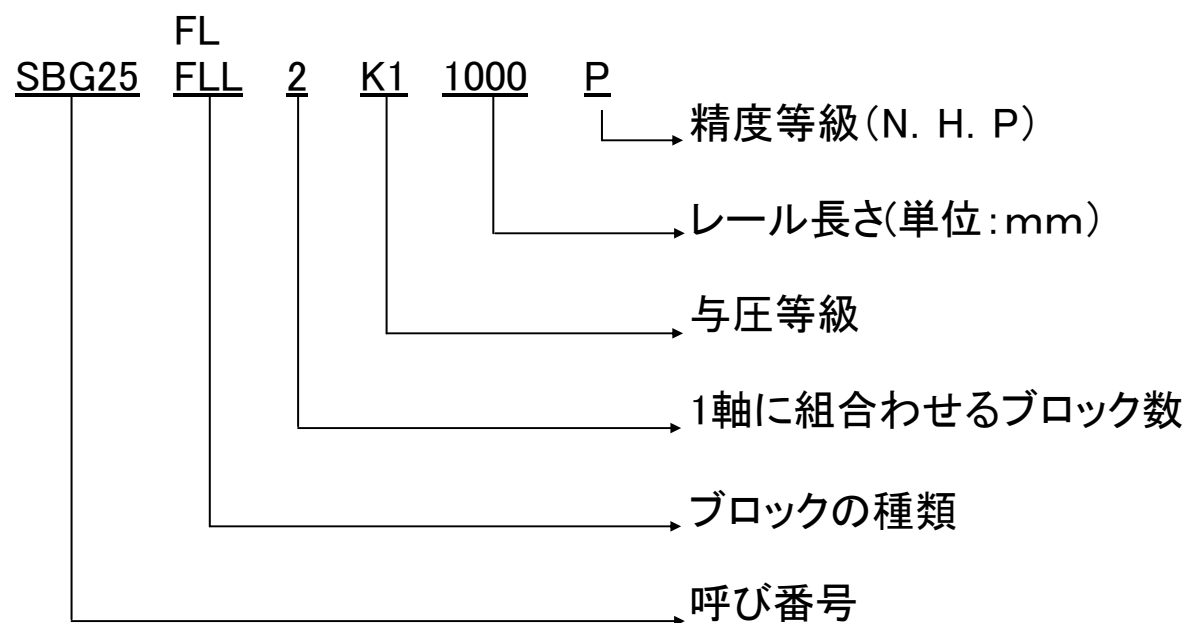 FL
SBG25 FLL 2 K1 1000 P
精度等級(N. H. P)
レール長さ(単位:mm)
与圧等級
1軸に組合わせるブロック数
ブロックの種類
呼び番号